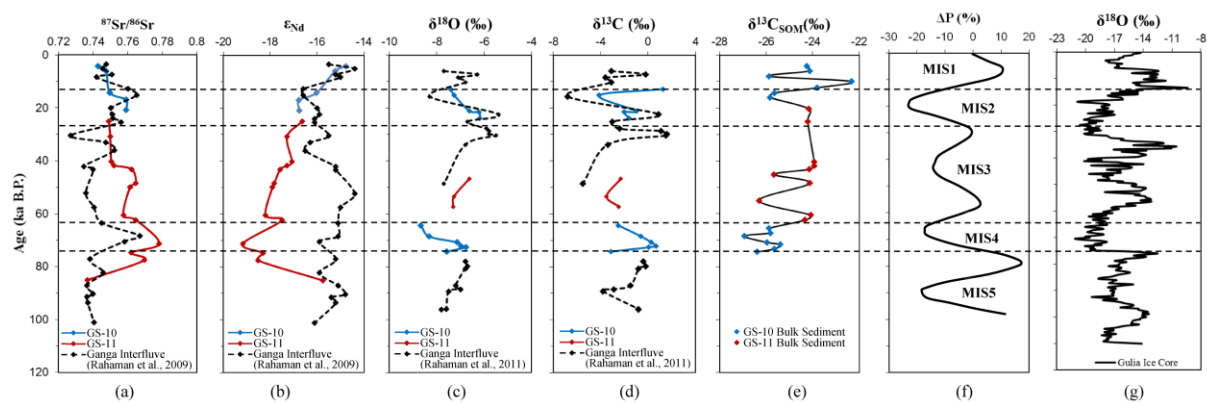 ⁸⁷Sr/⁸⁶Sr
0.72 0.74 0.76 0.78 0.8
εNd
-20 -18 -16 -14
δ¹⁸O (‰)
-10 -8 -6 -4
δ¹³C (‰)
-8 -4 0 4
δ¹³CSOM(‰)
-28 -26 -24 -22
ΔP (%)
-30 -20 -10 0 10 20
δ¹⁸O (‰)
-23 -20 -17 -14 -11 -8
Age (ka B.P.)
0
20
40
60
80
100
120
MIS1
MIS2
MIS3
MIS4
MIS5
GS-10
GS-11
Ganga Interfluve
(Rahaman et al., 2009)
GS-10
GS-11
Ganga Interfluve
(Rahaman et al., 2009)
GS-10
GS-11
Ganga Interfluve
(Rahaman et al., 2011)
GS-10
GS-11
Ganga Interfluve
(Rahaman et al., 2011)
GS-10 Bulk Sediment
GS-11 Bulk Sediment
Gulia Ice Core
(a) (b) (c) (d) (e) (f) (g)